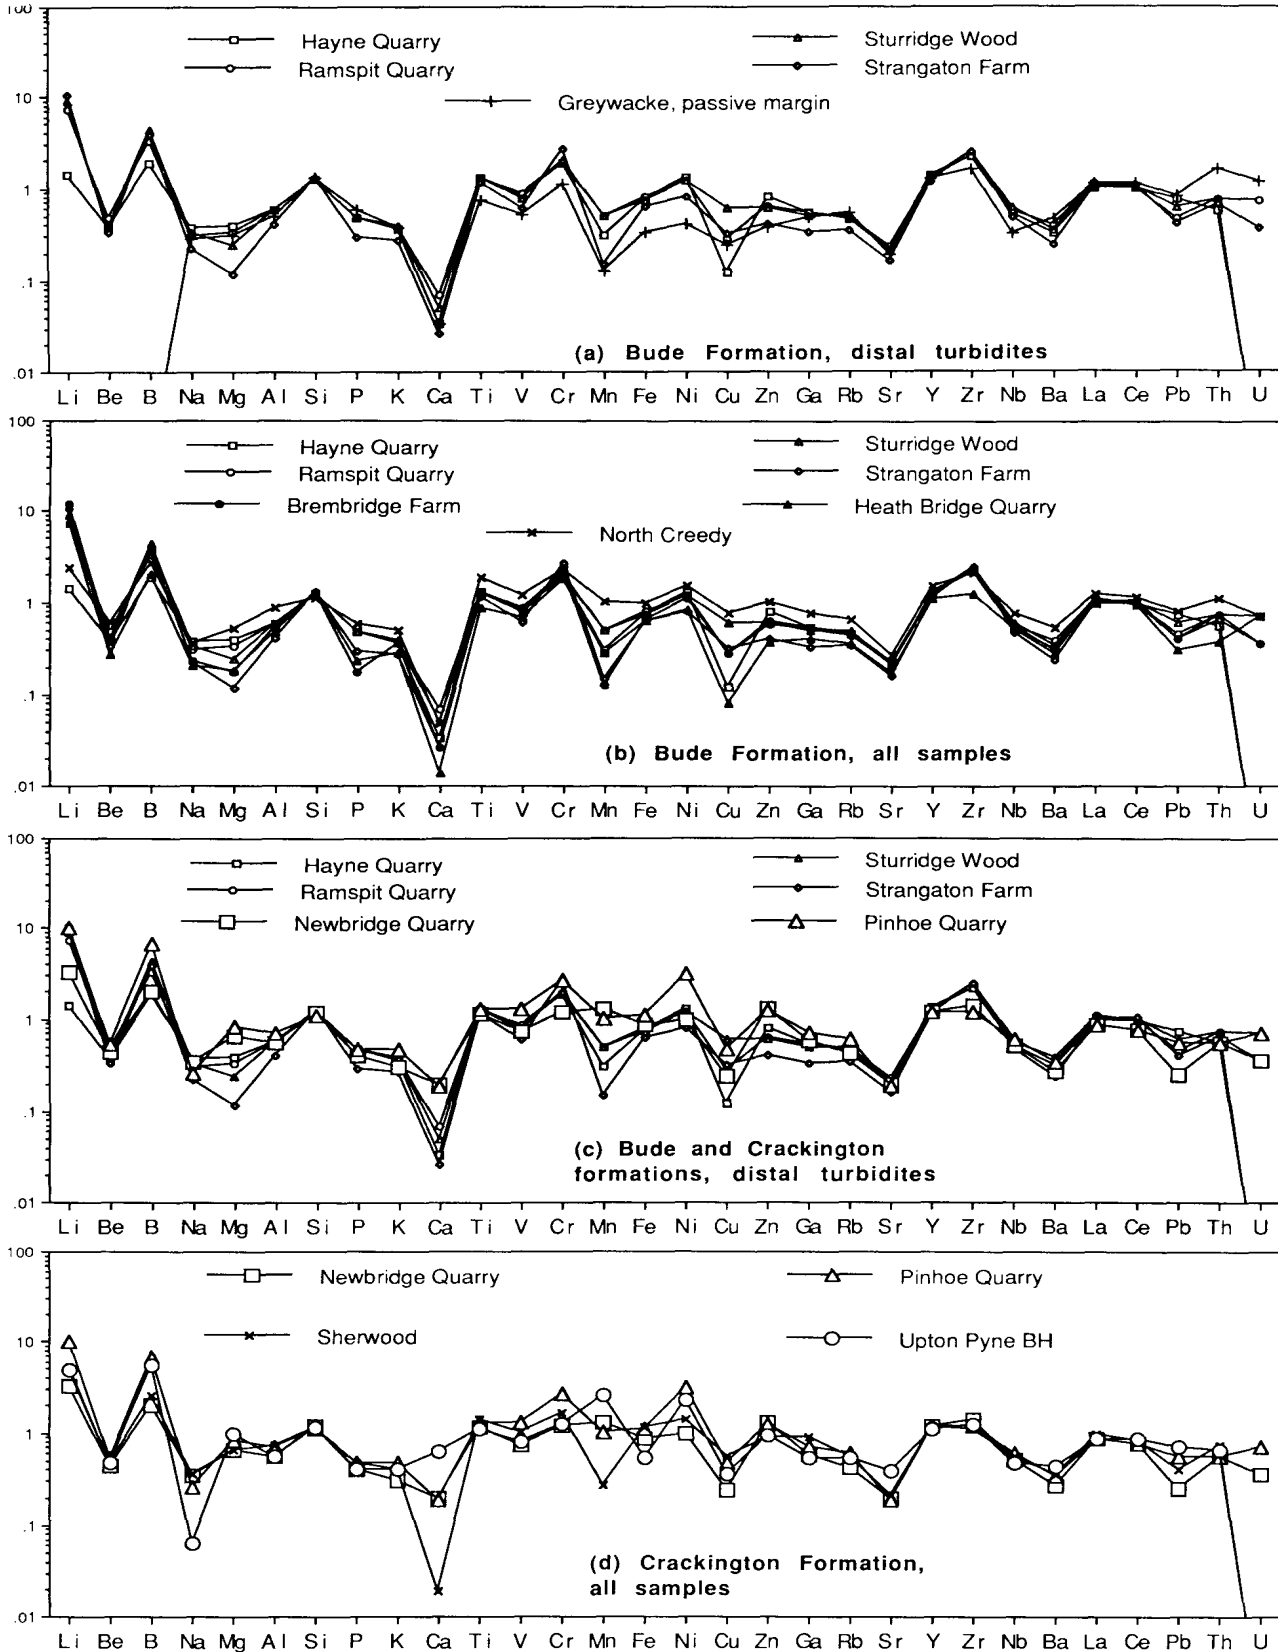 100
Hayne Quarry
Sturridge Wood
Ramspit Quarry
Strangaton Farm
10
Greywacke, passive margin
1
.1
(a) Bude Formation, distal turbidites
.01
Li Be B Na Mg Al Si P K Ca Ti V Cr Mn Fe Ni Cu Zn Ga Rb Sr Y Zr Nb Ba La Ce Pb Th U
100
Hayne Quarry
Sturridge Wood
Ramspit Quarry
Strangaton Farm
10
Brembridge Farm
Heath Bridge Quarry
North Creedy
1
.1
(b) Bude Formation, all samples
.01
Li Be B Na Mg Al Si P K Ca Ti V Cr Mn Fe Ni Cu Zn Ga Rb Sr Y Zr Nb Ba La Ce Pb Th U
100
Hayne Quarry
Sturridge Wood
Ramspit Quarry
Strangaton Farm
10
Newbridge Quarry
Pinhoe Quarry
1
.1
(c) Bude and Crackington
formations, distal turbidites
.01
Li Be B Na Mg Al Si P K Ca Ti V Cr Mn Fe Ni Cu Zn Ga Rb Sr Y Zr Nb Ba La Ce Pb Th U
100
Newbridge Quarry
Pinhoe Quarry
10
Sherwood
Upton Pyne BH
1
.1
(d) Crackington Formation,
all samples
.01
Li Be B Na Mg Al Si P K Ca Ti V Cr Mn Fe Ni Cu Zn Ga Rb Sr Y Zr Nb Ba La Ce Pb Th U